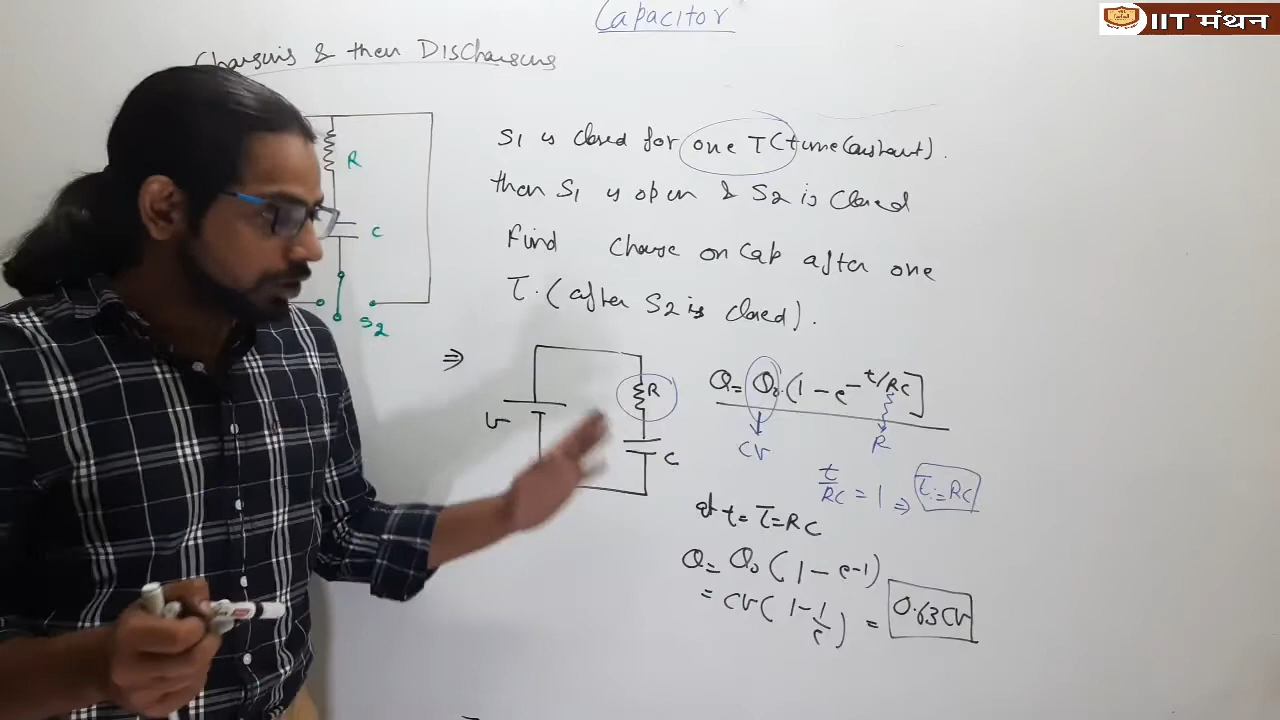 Capacitor
IIT मंथन
& then Discharging
R
C
S2
S1 is closed for one τ (time constant).
then S1 is open & S2 is closed
Find charge on cap after one
τ. (after S2 is closed).
⇒
V
R
C
Q = Q0 (1 - e^-t/RC]
CV
R
t/RC = 1 ⇒ τ = RC
at t = τ = RC
Q = Q0 (1 - e-1)
= CV (1 - 1/e) = 0.63CV